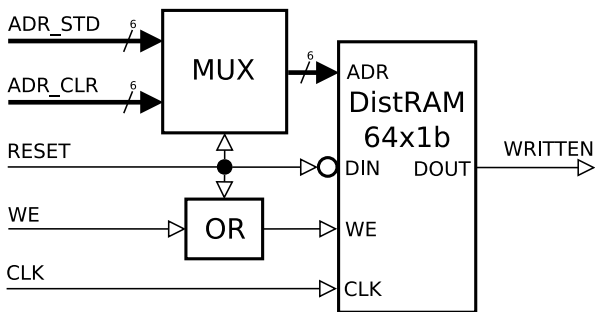 ADR_STD
6
MUX
6
ADR_CLR
6
ADR
DistRAM
64x1b
RESET
DIN
DOUT
WRITTEN
WE
OR
WE
CLK
CLK